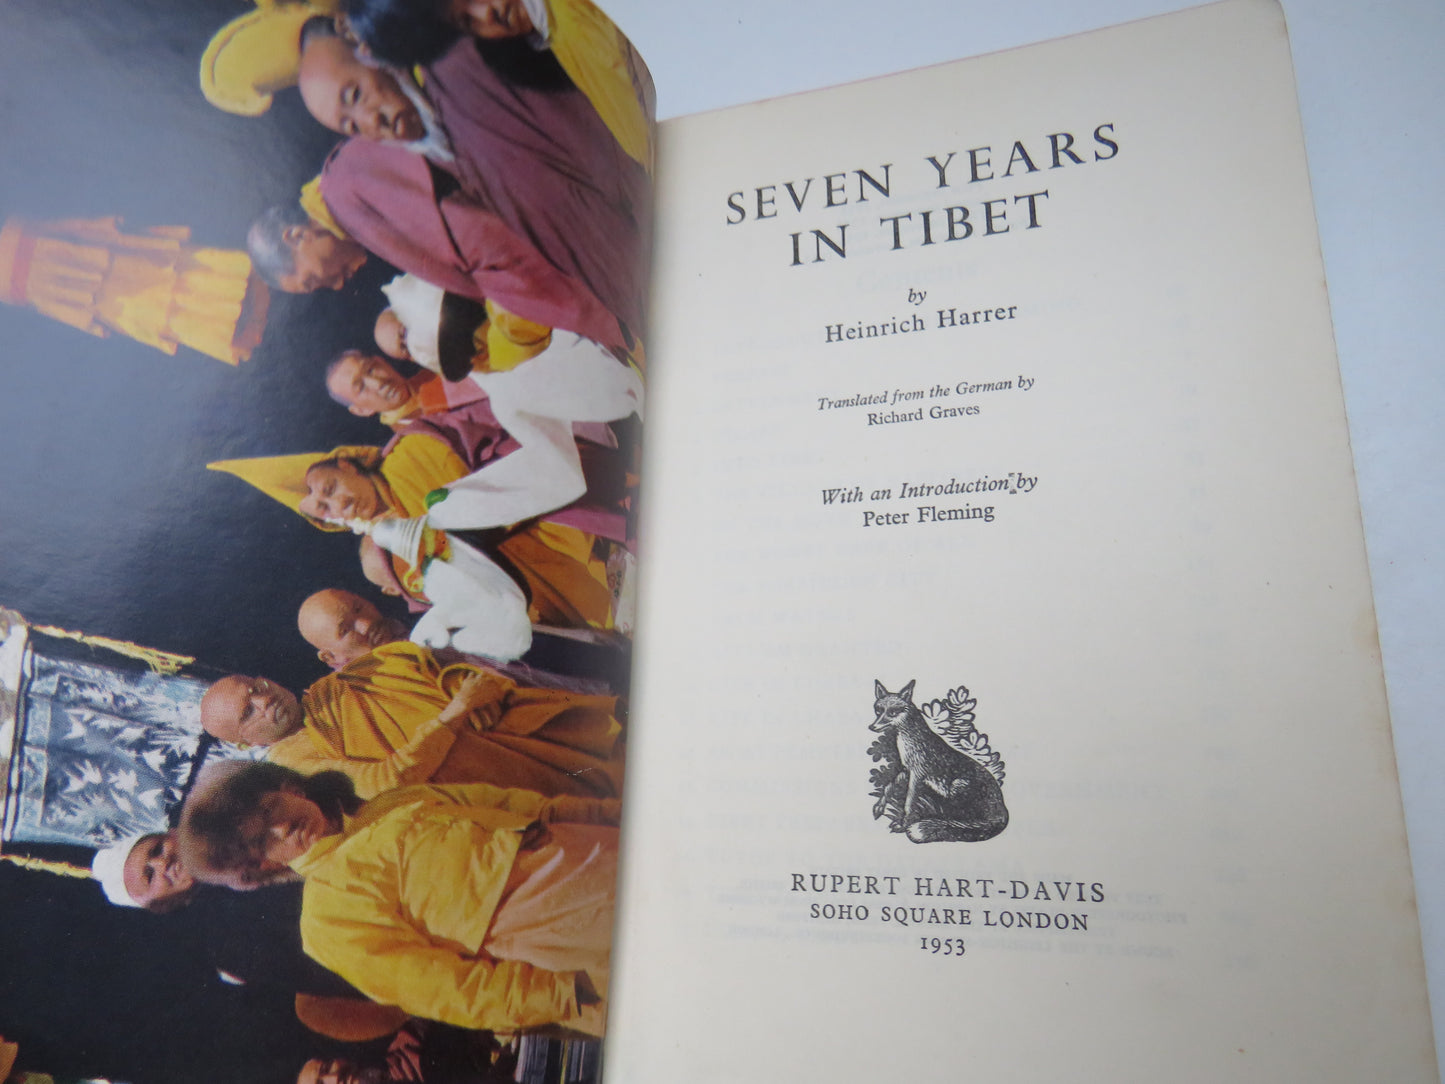 SEVEN YEARS
IN TIBET
by
Heinrich Harrer
Translated from the German by
Richard Graves
With an Introduction by
Peter Fleming
RUPERT HART-DAVIS
SOHO SQUARE LONDON
1953